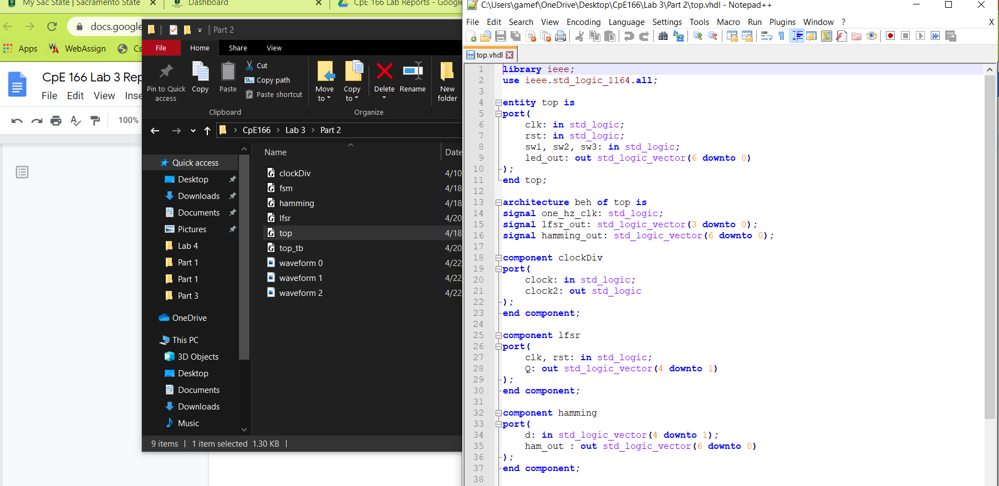 My Sac State | Sacramento State
Dashboard
CpE 166 Lab Reports - Google
docs.google
Apps
WebAssign
CpE 166 Lab 3 Rep
File Edit View Inse
100%
Part 2
File Home Share View
Pin to Quick access
Copy
Paste
Cut
Copy path
Paste shortcut
Clipboard
Move to
Copy to
Delete
Rename
Organize
New folder
CpE166 > Lab 3 > Part 2
Quick access
Desktop
Downloads
Documents
Pictures
Lab 4
Part 1
Part 1
Part 3
OneDrive
This PC
3D Objects
Desktop
Documents
Downloads
Music
Name Date
clockDiv 4/10
fsm 4/18
hamming 4/18
lfsr 4/20
top 4/18
top_tb 4/20
waveform 0 4/22
waveform 1 4/22
waveform 2 4/22
9 items 1 item selected 1.30 KB
C:\Users\gamef\OneDrive\Desktop\CpE166\Lab 3\Part 2\top.vhdl - Notepad++
File Edit Search View Encoding Language Settings Tools Macro Run Plugins Window ? X
top.vhdl
1 library ieee;
2 use ieee.std_logic_1164.all;
3
4 entity top is
5 port(
6 clk: in std_logic;
7 rst: in std_logic;
8 sw1, sw2, sw3: in std_logic;
9 led_out: out std_logic_vector(6 downto 0)
10 );
11 end top;
12
13 architecture beh of top is
14 signal one_hz_clk: std_logic;
15 signal lfsr_out: std_logic_vector(3 downto 0);
16 signal hamming_out: std_logic_vector(6 downto 0);
17
18 component clockDiv
19 port(
20 clock: in std_logic;
21 clock2: out std_logic
22 );
23 end component;
24
25 component lfsr
26 port(
27 clk, rst: in std_logic;
28 Q: out std_logic_vector(4 downto 1)
29 );
30 end component;
31
32 component hamming
33 port(
34 d: in std_logic_vector(4 downto 1);
35 ham_out : out std_logic_vector(6 downto 0)
36 );
37 end component;
38